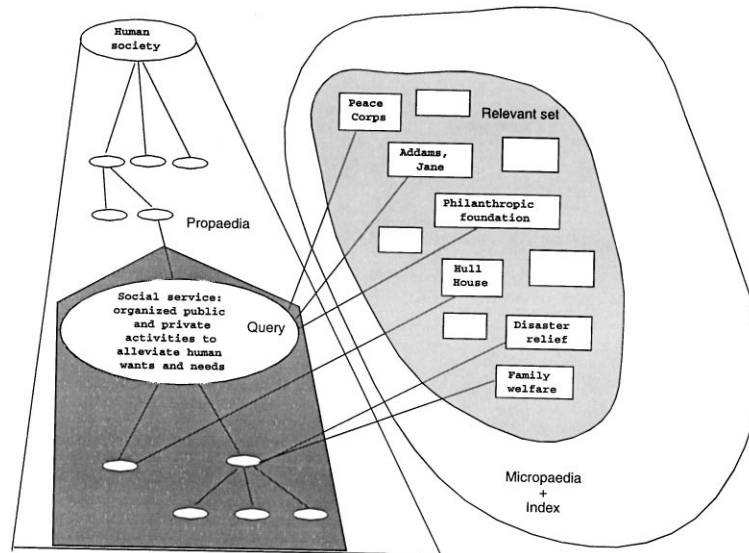 Human
society
Propaedia
Social service:
organized public
and private
activities to
alleviate human
wants and needs
Query
Peace
Corps
Relevant set
Addams,
Jane
Philanthropic
foundation
Hull
House
Disaster
relief
Family
welfare
Micropaedia
+
Index